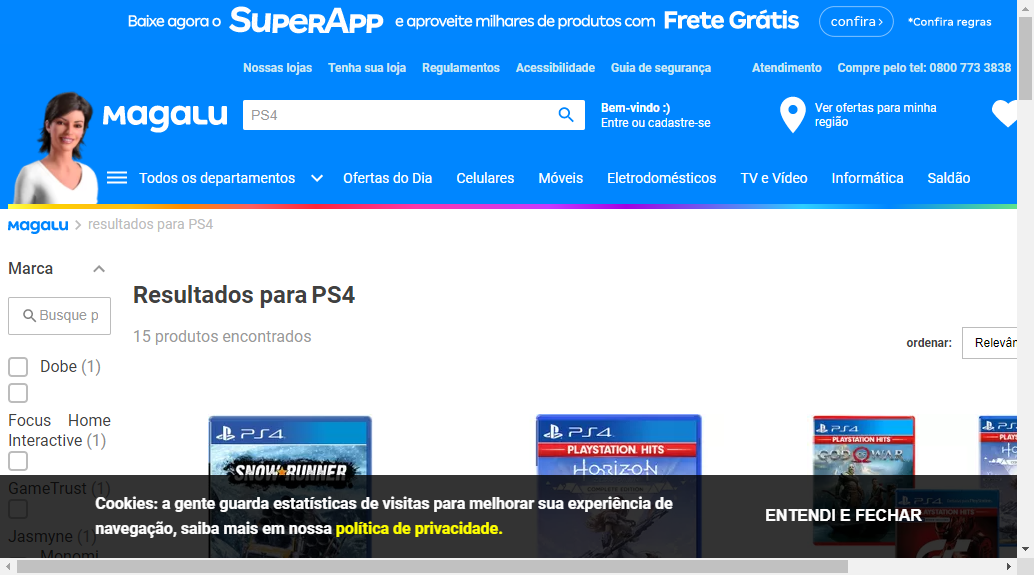 Baixe agora o SUPERAPP e aproveite milhares de produtos com Frete Grátis confira > *Confira regras
Nossas lojas Tenha sua loja Regulamentos Acessibilidade Guia de segurança Atendimento Compre pelo tel: 0800 773 3838
MagaLu PS4 Bem-vindo :)
Entre ou cadastre-se
Ver ofertas para minha
região
Todos os departamentos Ofertas do Dia Celulares Móveis Eletrodomésticos TV e Vídeo Informática Saldão
MagaLu > resultados para PS4
Marca
Busque p
Dobe (1)
Focus Home
Interactive (1)
GameTrust (1)
Jasmyne (1)
Monomi
Resultados para PS4
15 produtos encontrados
ordenar: Relevân
PS4
SNOWRUNNER
PS4
PLAYSTATION HITS
HORIZON
COMPLETE EDITION
PS4
PLAYSTATION HITS
GOD OF WAR
PS4
PS4
PLAYSTATION HITS
GT
Cookies: a gente guarda estatísticas de visitas para melhorar sua experiência de
navegação, saiba mais em nossa política de privacidade.
ENTENDI E FECHAR